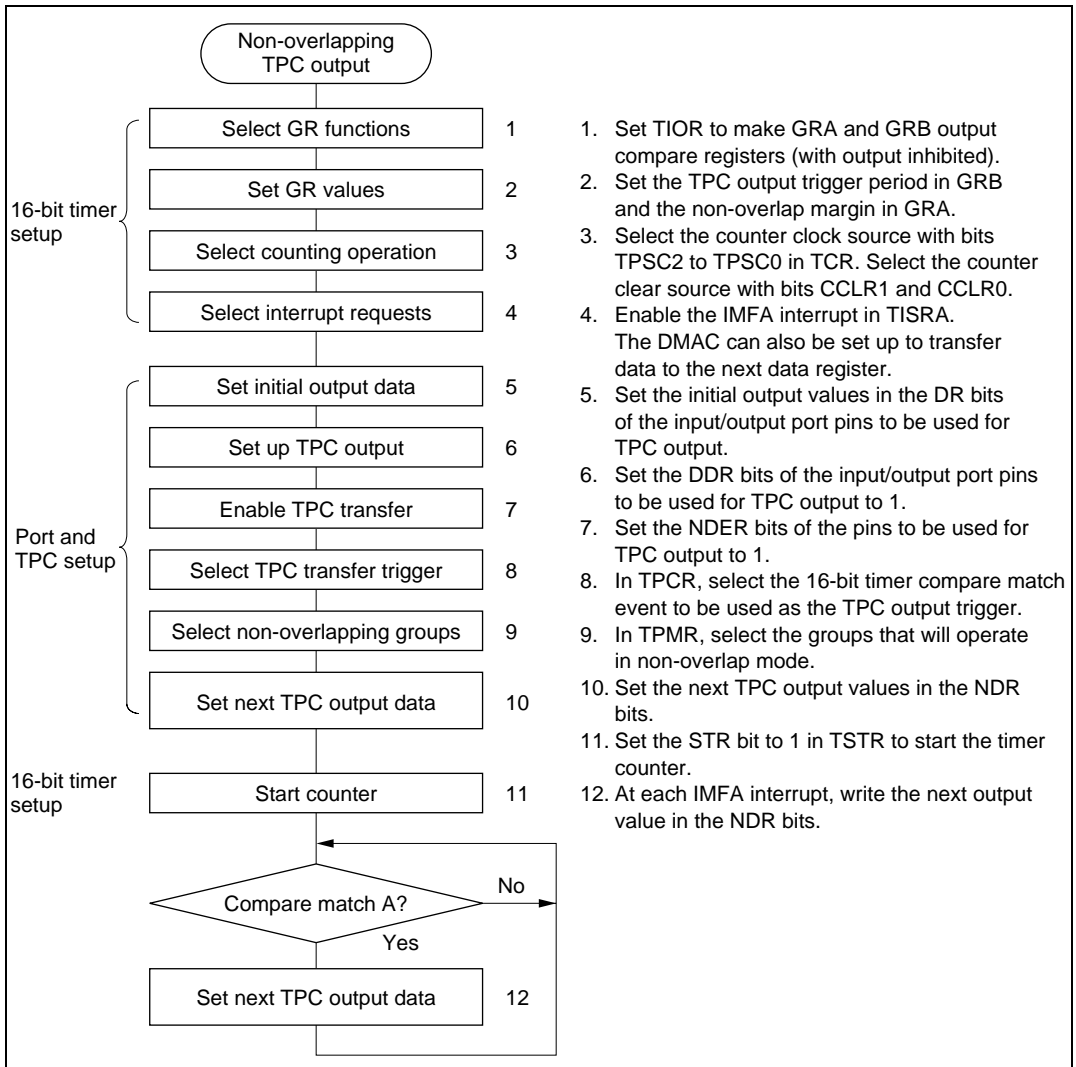 Non-overlapping
TPC output
16-bit timer
setup
Select GR functions 1
Set GR values 2
Select counting operation 3
Select interrupt requests 4
Port and
TPC setup
Set initial output data 5
Set up TPC output 6
Enable TPC transfer 7
Select TPC transfer trigger 8
Select non-overlapping groups 9
Set next TPC output data 10
16-bit timer
setup
Start counter 11
Compare match A?
No
Yes
Set next TPC output data 12
1. Set TIOR to make GRA and GRB output
compare registers (with output inhibited).
2. Set the TPC output trigger period in GRB
and the non-overlap margin in GRA.
3. Select the counter clock source with bits
TPSC2 to TPSC0 in TCR. Select the counter
clear source with bits CCLR1 and CCLR0.
4. Enable the IMFA interrupt in TISRA.
The DMAC can also be set up to transfer
data to the next data register.
5. Set the initial output values in the DR bits
of the input/output port pins to be used for
TPC output.
6. Set the DDR bits of the input/output port pins
to be used for TPC output to 1.
7. Set the NDER bits of the pins to be used for
TPC output to 1.
8. In TPCR, select the 16-bit timer compare match
event to be used as the TPC output trigger.
9. In TPMR, select the groups that will operate
in non-overlap mode.
10. Set the next TPC output values in the NDR
bits.
11. Set the STR bit to 1 in TSTR to start the timer
counter.
12. At each IMFA interrupt, write the next output
value in the NDR bits.